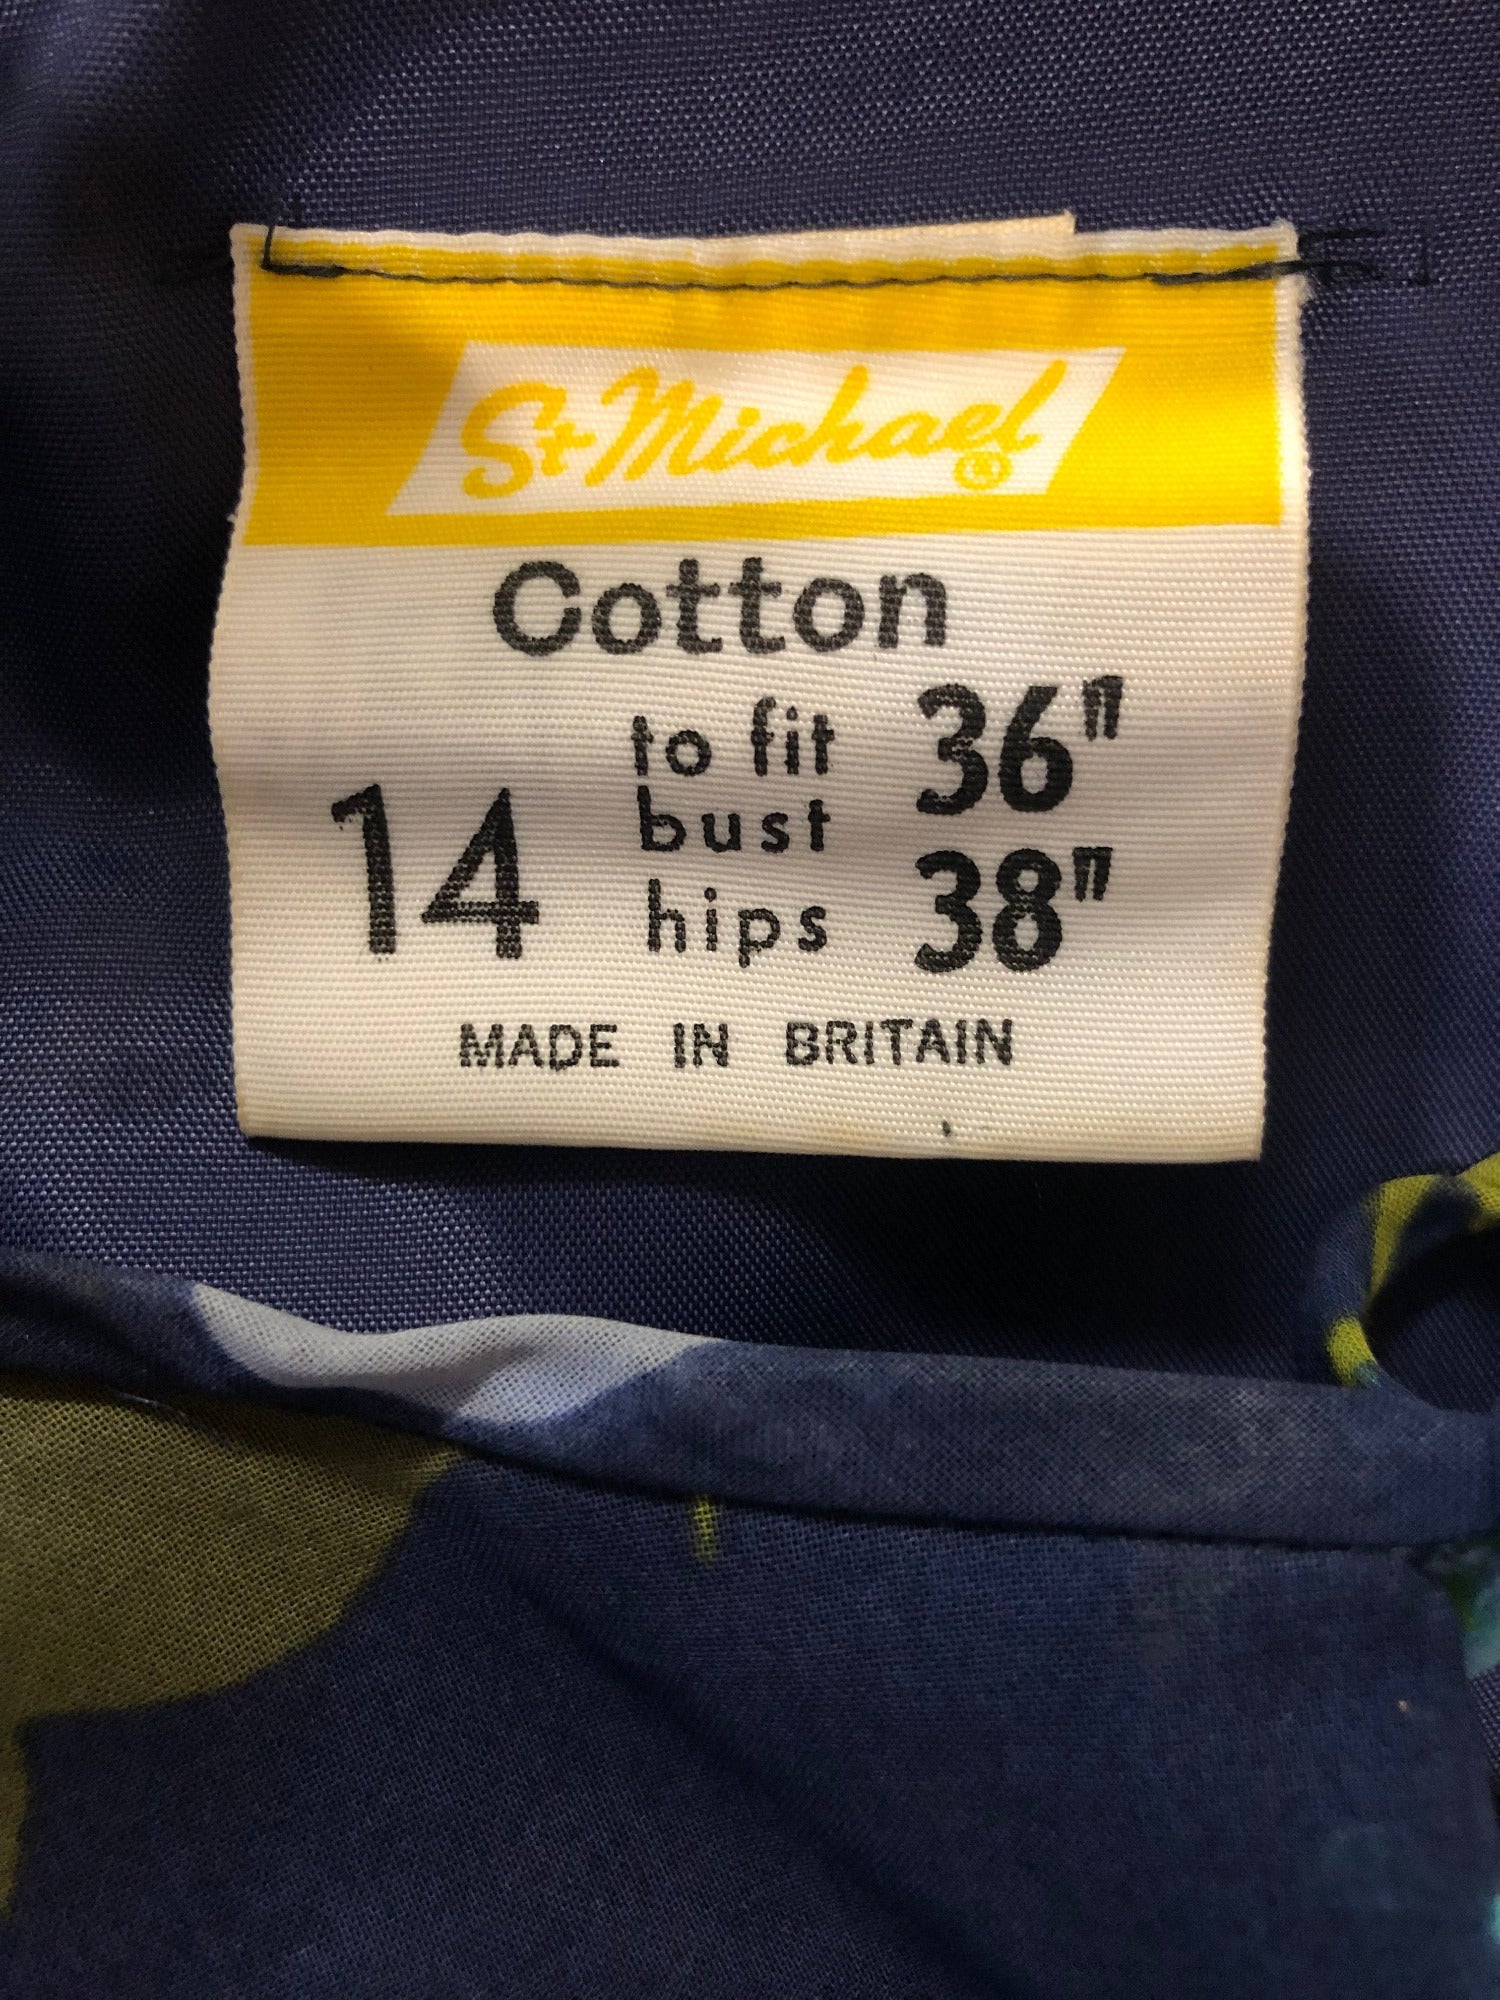 St Michael ®
Cotton
14 to fit bust 36"
hips 38"
MADE IN BRITAIN